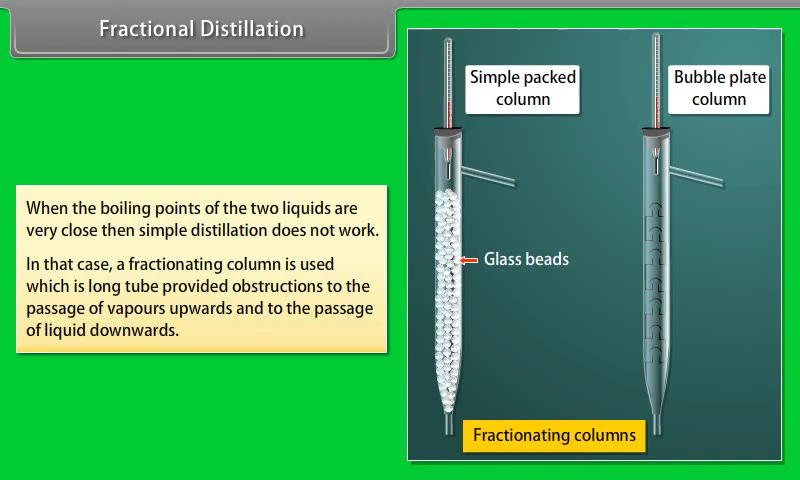 Fractional Distillation
When the boiling points of the two liquids are
very close then simple distillation does not work.
In that case, a fractionating column is used
which is long tube provided obstructions to the
passage of vapours upwards and to the passage
of liquid downwards.
Simple packed
column
Bubble plate
column
Glass beads
Fractionating columns